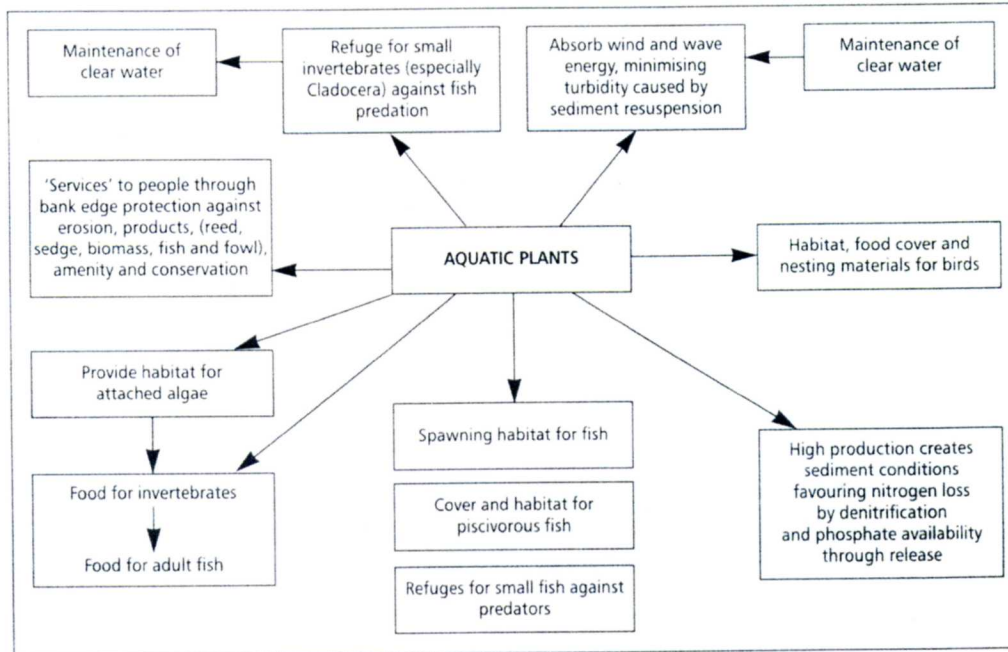 Maintenance of
clear water
Refuge for small
invertebrates (especially
Cladocera) against fish
predation
Absorb wind and wave
energy, minimising
turbidity caused by
sediment resuspension
Maintenance of
clear water
'Services' to people through
bank edge protection against
erosion, products, (reed,
sedge, biomass, fish and fowl),
amenity and conservation
AQUATIC PLANTS
Habitat, food cover and
nesting materials for birds
Provide habitat for
attached algae
Food for invertebrates
Food for adult fish
Spawning habitat for fish
Cover and habitat for
piscivorous fish
Refuges for small fish against
predators
High production creates
sediment conditions
favouring nitrogen loss
by denitrification
and phosphate availability
through release